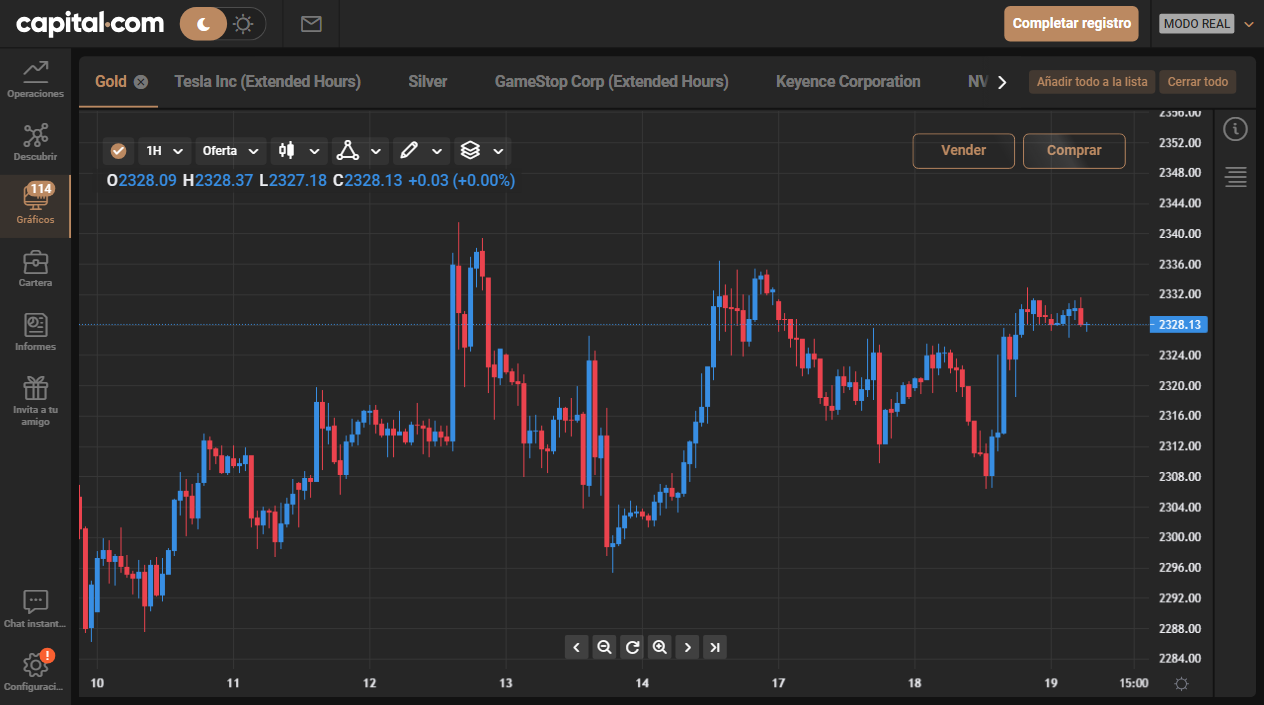 capital.com
Completar registro
MODO REAL
Operaciones
Descubrir
114
Gráficos
Cartera
Informes
Invita a tu
amigo
Chat instant...
!
Configuraci...
Gold
Tesla Inc (Extended Hours)
Silver
GameStop Corp (Extended Hours)
Keyence Corporation
NV
Añadir todo a la lista
Cerrar todo
1H
Oferta
Vender
Comprar
O2328.09 H2328.37 L2327.18 C2328.13 +0.03 (+0.00%)
2356.00
2352.00
2348.00
2344.00
2340.00
2336.00
2332.00
2328.13
2324.00
2320.00
2316.00
2312.00
2308.00
2304.00
2300.00
2296.00
2292.00
2288.00
2284.00
10 11 12 13 14 17 18 19 15:00